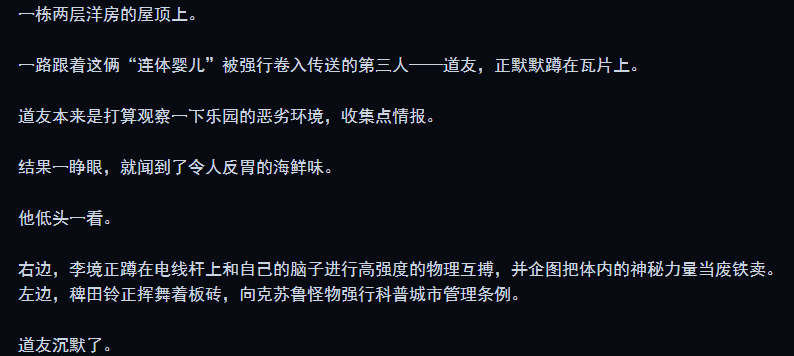 一栋两层洋房的屋顶上。
一路跟着这俩“连体婴儿”被强行卷入传送的第三人——道友，正默默蹲在瓦片上。
道友本来是打算观察一下乐园的恶劣环境，收集点情报。
结果一睁眼，就闻到了令人反胃的海鲜味。
他低头一看。
右边，李境正蹲在电线杆上和自己的脑子进行高强度的物理互搏，并企图把体内的神秘力量当废铁卖。
左边，稗田铃正挥舞着板砖，向克苏鲁怪物强行科普城市管理条例。
道友沉默了。